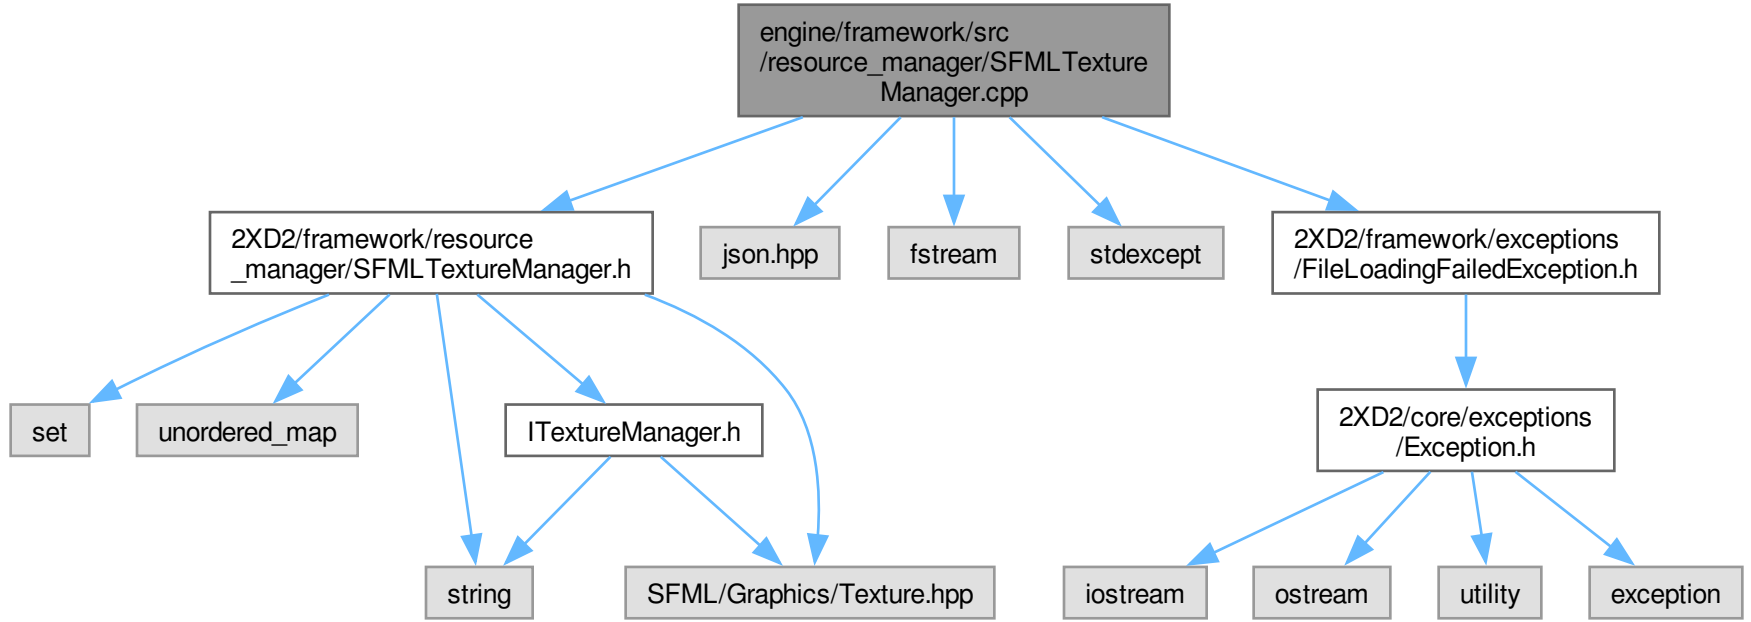 engine/framework/src
/resource_manager/SFMLTexture
Manager.cpp
2XD2/framework/resource
_manager/SFMLTextureManager.h
json.hpp
fstream
stdexcept
2XD2/framework/exceptions
/FileLoadingFailedException.h
set
unordered_map
ITextureManager.h
2XD2/core/exceptions
/Exception.h
string
SFML/Graphics/Texture.hpp
iostream
ostream
utility
exception